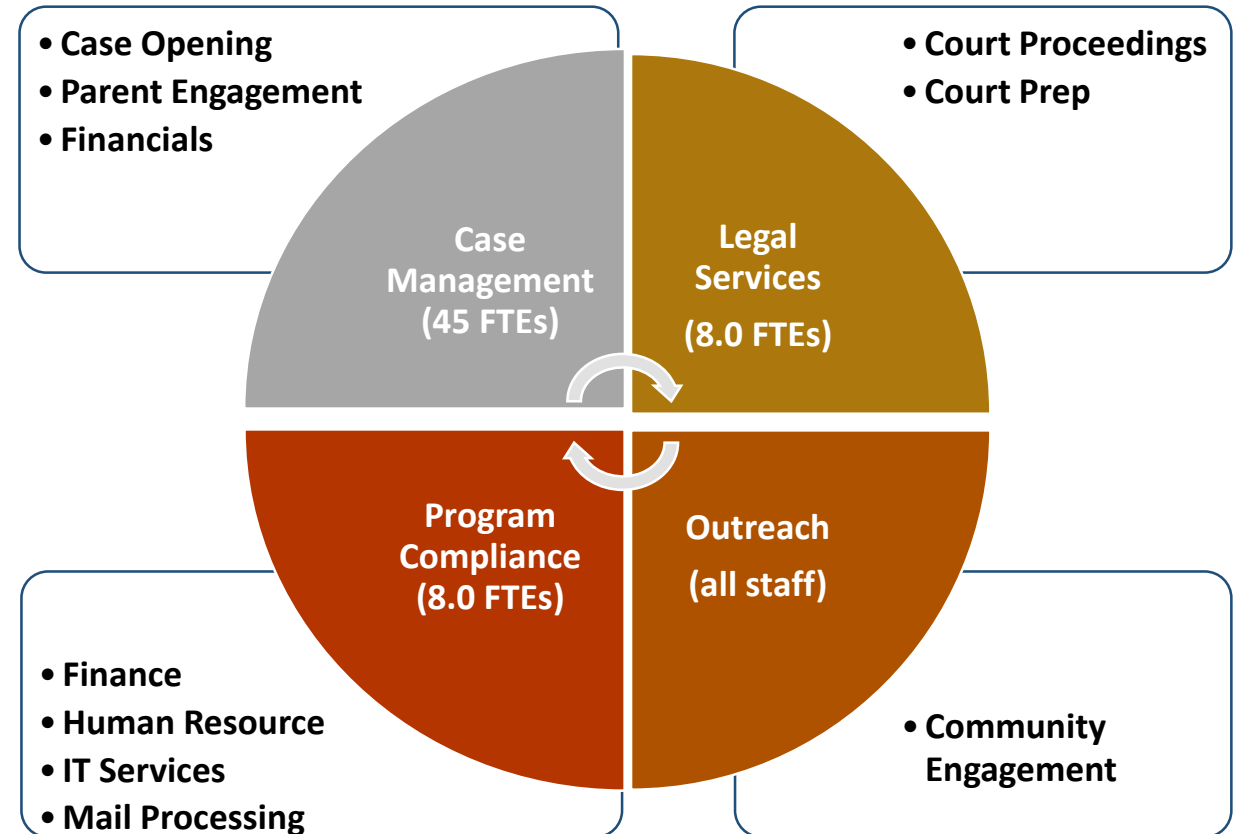 • Case Opening
• Parent Engagement
• Financials
• Court Proceedings
• Court Prep
Case
Management
(45 FTEs)
Legal
Services
(8.0 FTEs)
Program
Compliance
(8.0 FTEs)
Outreach
(all staff)
• Finance
• Human Resource
• IT Services
• Mail Processing
• Community
Engagement